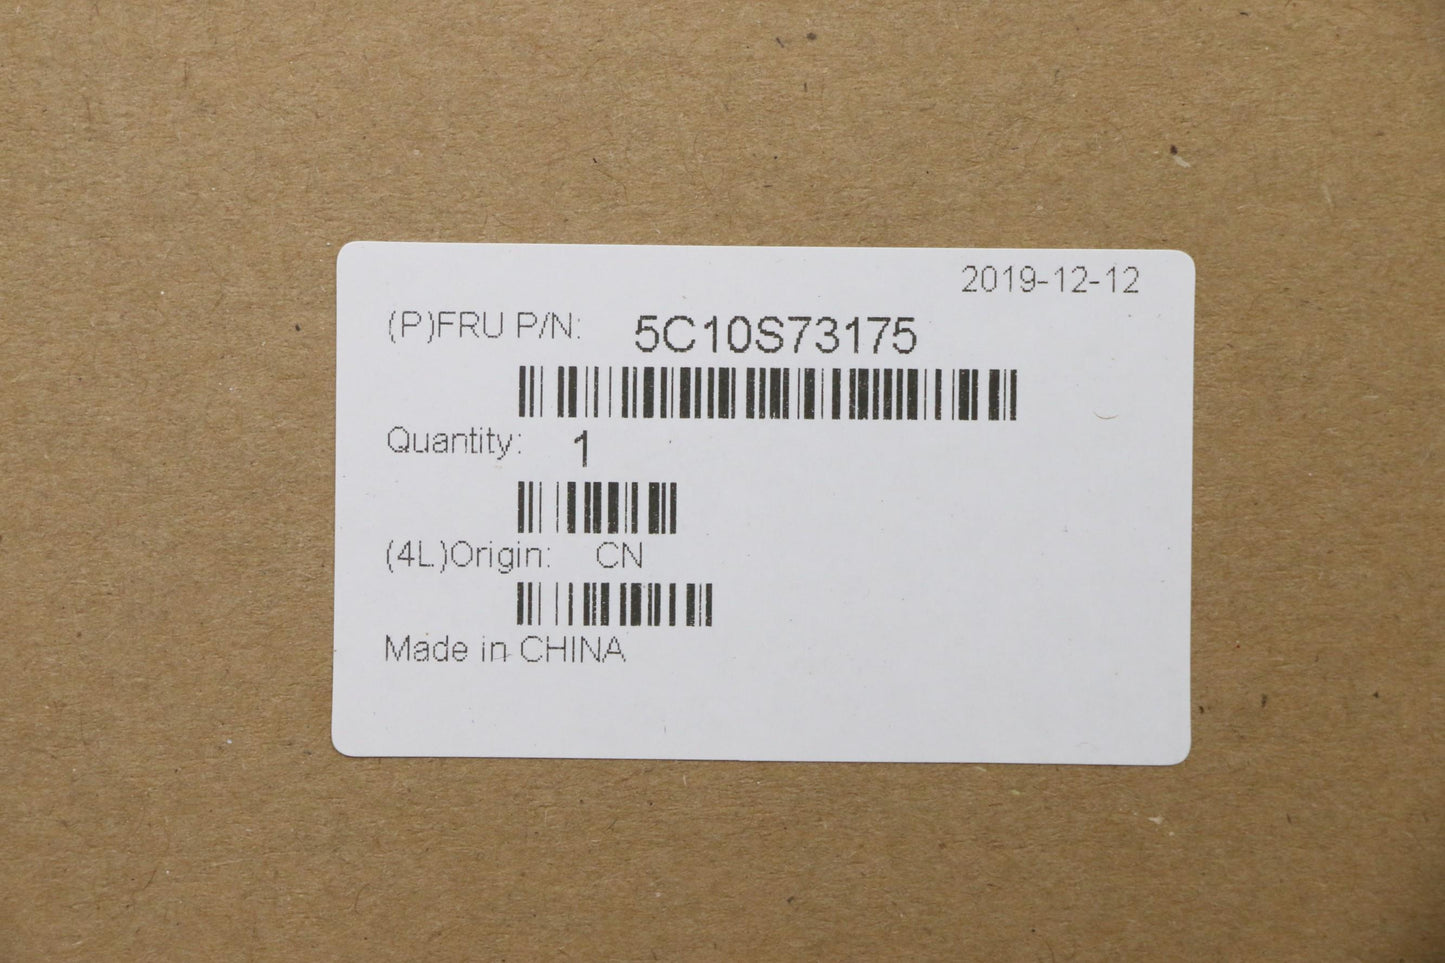 2019-12-12
(P)FRU P/N: 5C10S73175
Quantity: 1
(4L)Origin: CN
Made in CHINA